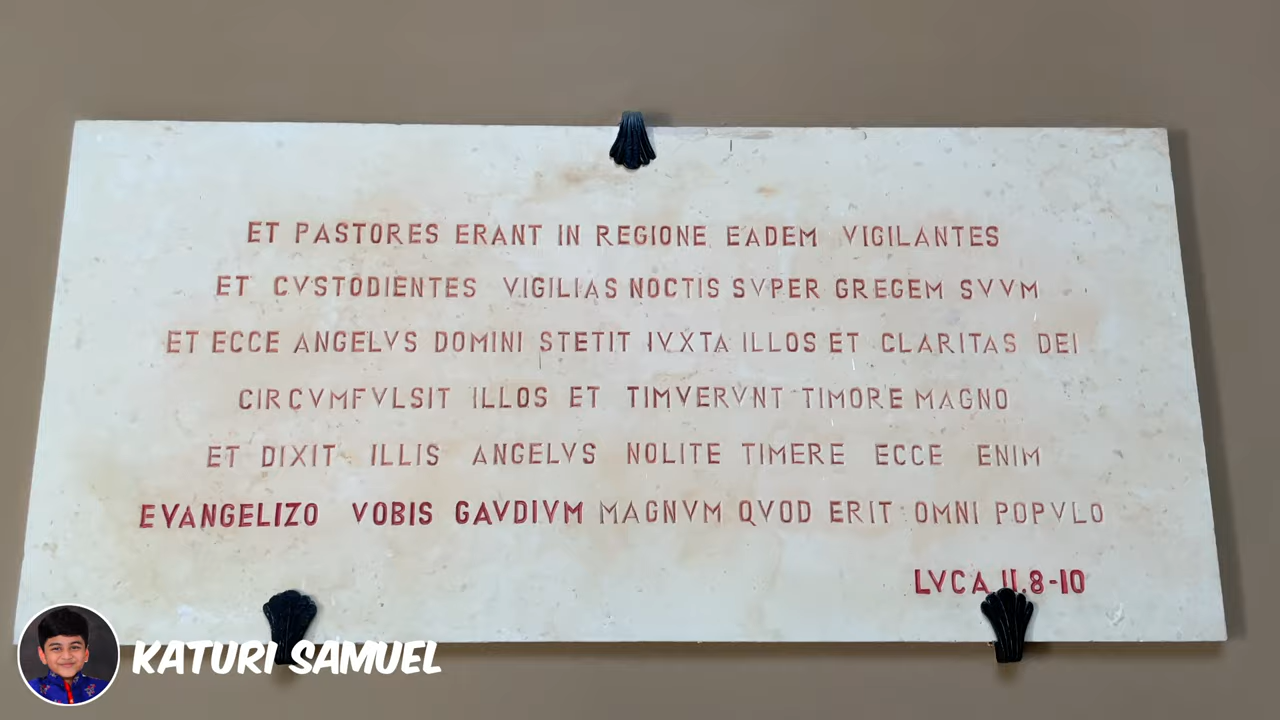 ET PASTORES ERANT IN REGIONE EADEM VIGILANTES
ET CVSTODIENTES VIGILIAS NOCTIS SVPER GREGEM SVVM
ET ECCE ANGELVS DOMINI STETIT IVXTA ILLOS ET CLARITAS DEI
CIRCVMFVLSIT ILLOS ET TIMVERVNT TIMORE MAGNO
ET DIXIT ILLIS ANGELVS NOLITE TIMERE ECCE ENIM
EVANGELIZO VOBIS GAVDIVM MAGNVM QVOD ERIT OMNI POPVLO
LVCA II.8-10
KATURI SAMUEL